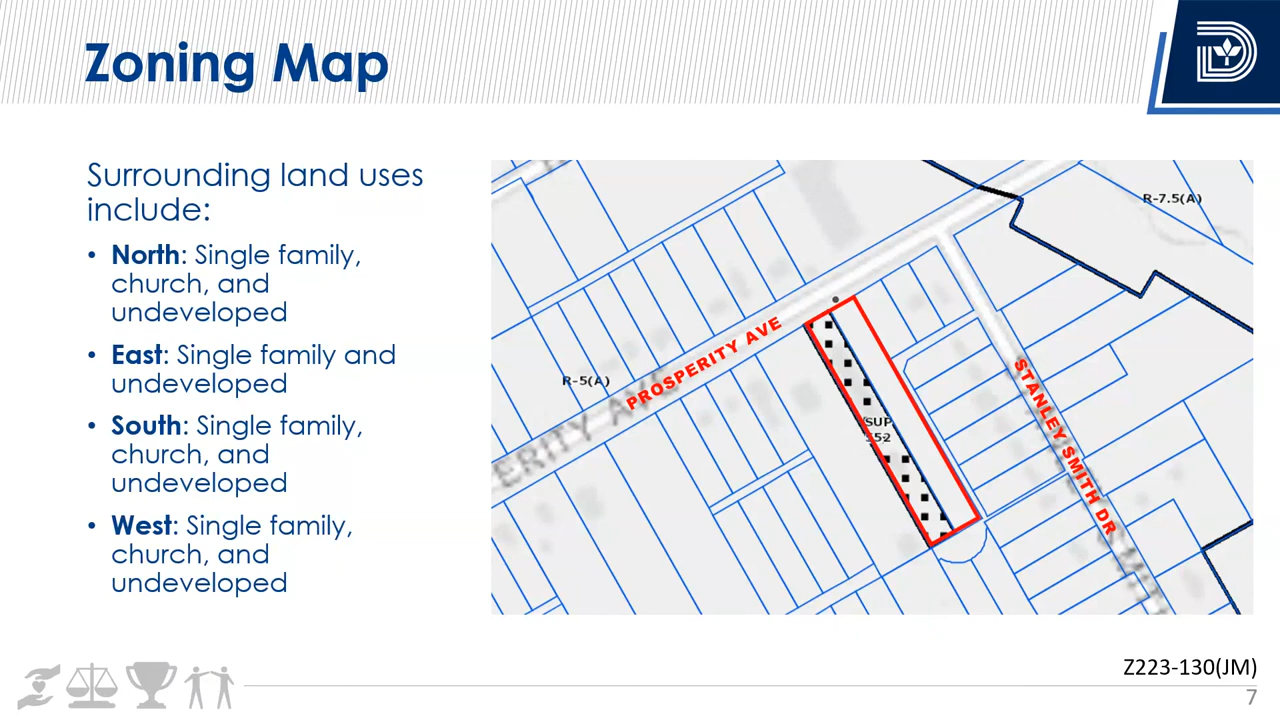 Zoning Map
Surrounding land uses
include:
• North: Single family,
church, and
undeveloped
• East: Single family and
undeveloped
• South: Single family,
church, and
undeveloped
• West: Single family,
church, and
undeveloped
R-7.5(A)
R-5(A)
PROSPERITY AVE
ERITY AVE
SUP
STANLEY SMITH DR
Z223-130(JM)
7